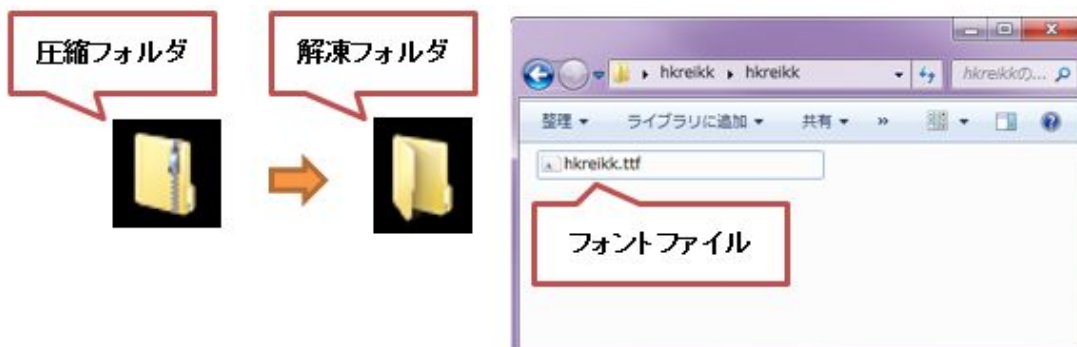 圧縮フォルダ
解凍フォルダ
hkreikk ▸ hkreikk
hkreikkの...
整理 ▼ ライブラリに追加 ▼ 共有 ▼ »
hkreikk.ttf
フォントファイル